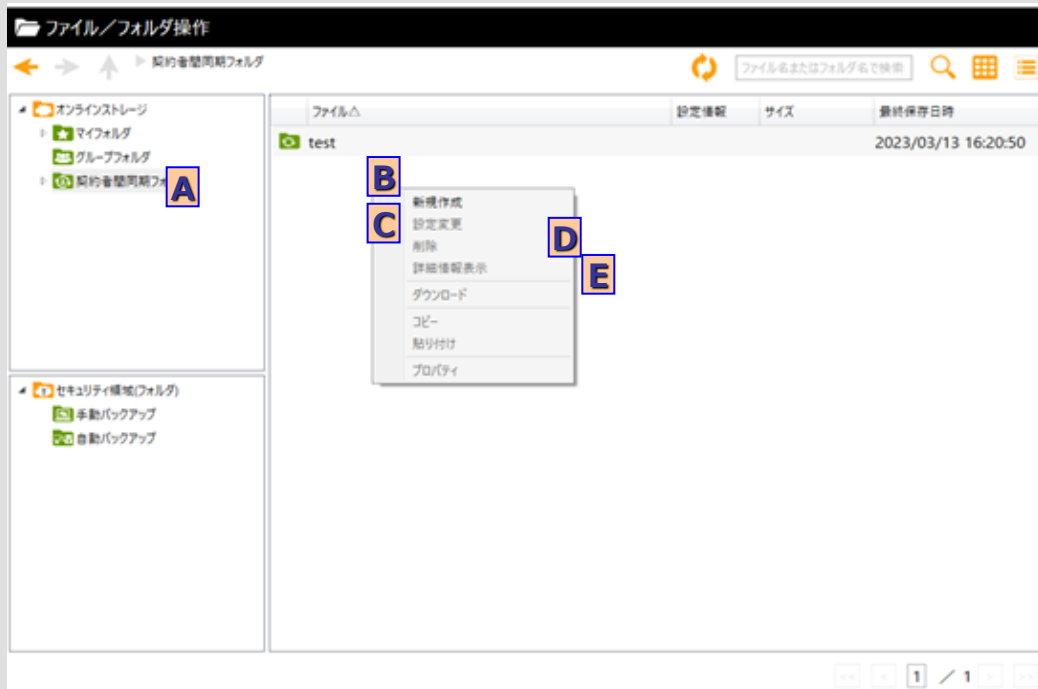 ファイル／フォルダ操作
契約者間同期フォルダ
ファイル名またはフォルダ名で検索
オンラインストレージ
マイフォルダ
グループフォルダ
契約者間同期フォ
A
セキュリティ領域(フォルダ)
手動バックアップ
自動バックアップ
ファイル△ 設定情報 サイズ 最終保存日時
test 2023/03/13 16:20:50
B
新規作成
C 設定変更 D
削除
詳細情報表示 E
ダウンロード
コピー
貼り付け
プロパティ
<< < 1 ／ 1 > >>